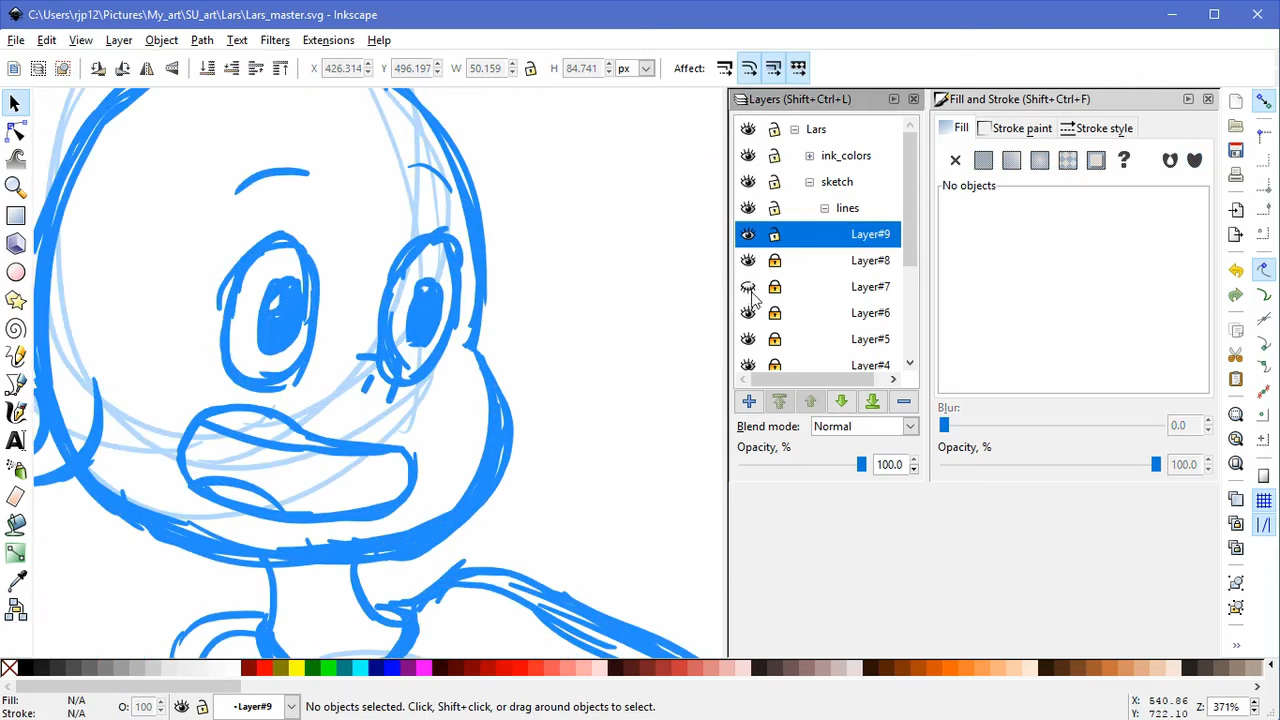 C:\Users\rjp12\Pictures\My_art\SU_art\Lars\Lars_master.svg - Inkscape
File Edit View Layer Object Path Text Filters Extensions Help
X 426.314 Y 496.197 W 50.159 H 84.741 px Affect:
Layers (Shift+Ctrl+L)
Lars
ink_colors
sketch
lines
Layer#9
Layer#8
Layer#7
Layer#6
Layer#5
Layer#4
Blend mode: Normal
Opacity, %
100.0
Fill and Stroke (Shift+Ctrl+F)
Fill Stroke paint Stroke style
?
No objects
Blur:
0.0
Opacity, %
100.0
Fill: N/A
Stroke: N/A
O: 100
Layer#9
No objects selected. Click, Shift+click, or drag around objects to select.
X: 540.86
Y: 722.10
Z: 371%